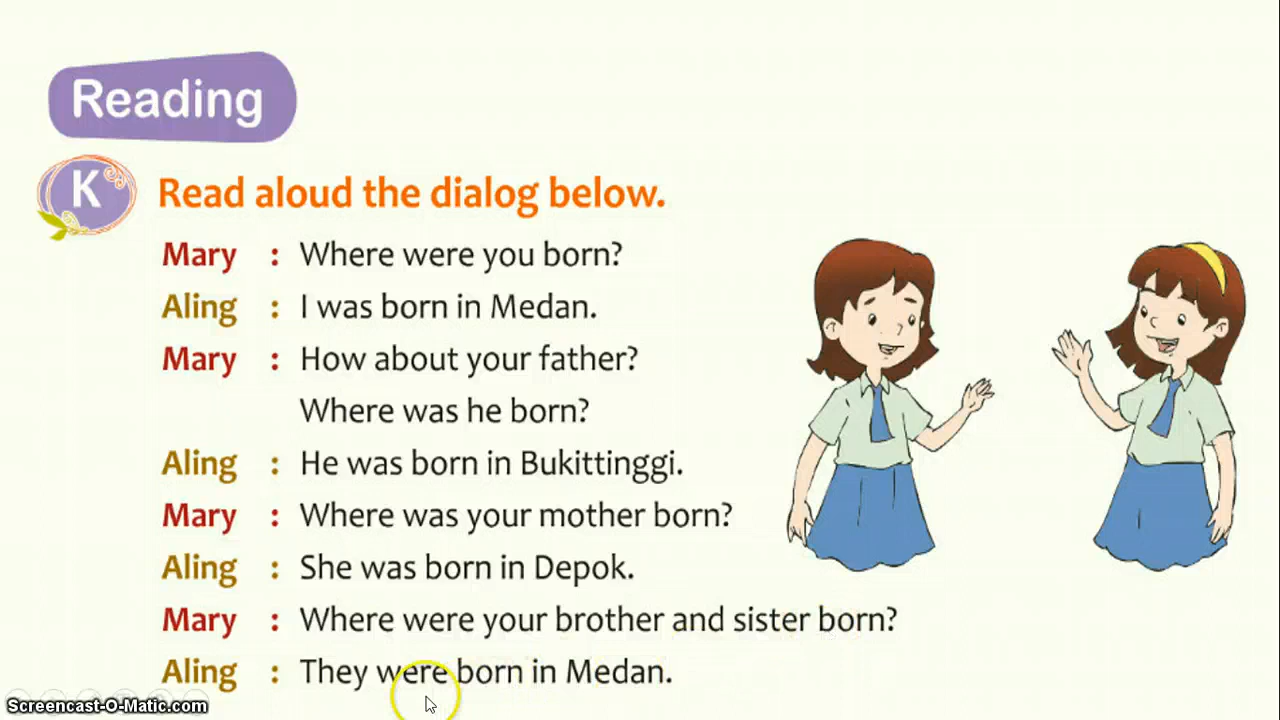 Reading
K Read aloud the dialog below.
Mary : Where were you born?
Aling : I was born in Medan.
Mary : How about your father?
Where was he born?
Aling : He was born in Bukittinggi.
Mary : Where was your mother born?
Aling : She was born in Depok.
Mary : Where were your brother and sister born?
Aling : They were born in Medan.
Screencast-O-Matic.com